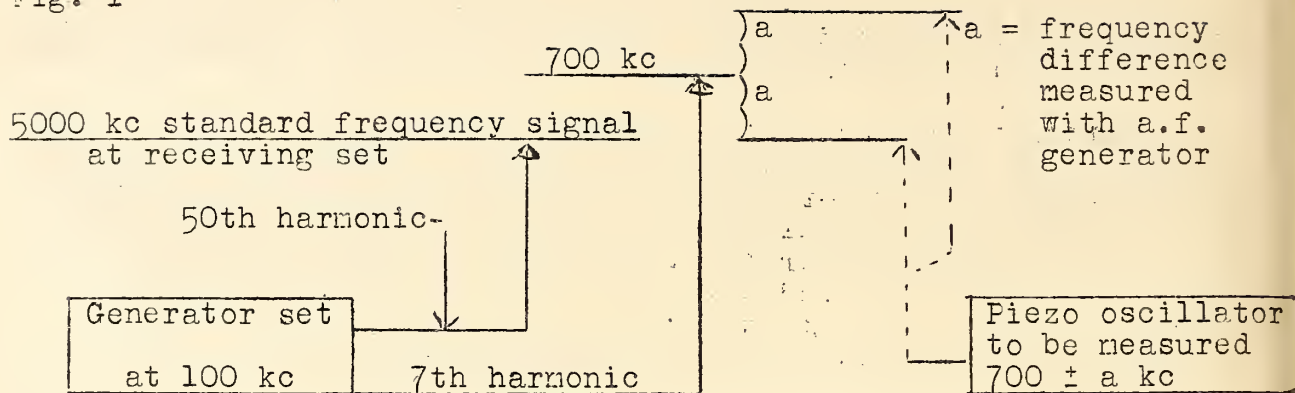 Fig. 1
700 kc
a
a
a = frequency
difference
measured
with a.f.
generator
5000 kc standard frequency signal
at receiving set
50th harmonic-
Generator set
at 100 kc
7th harmonic
Piezo oscillator
to be measured
700 ± a kc